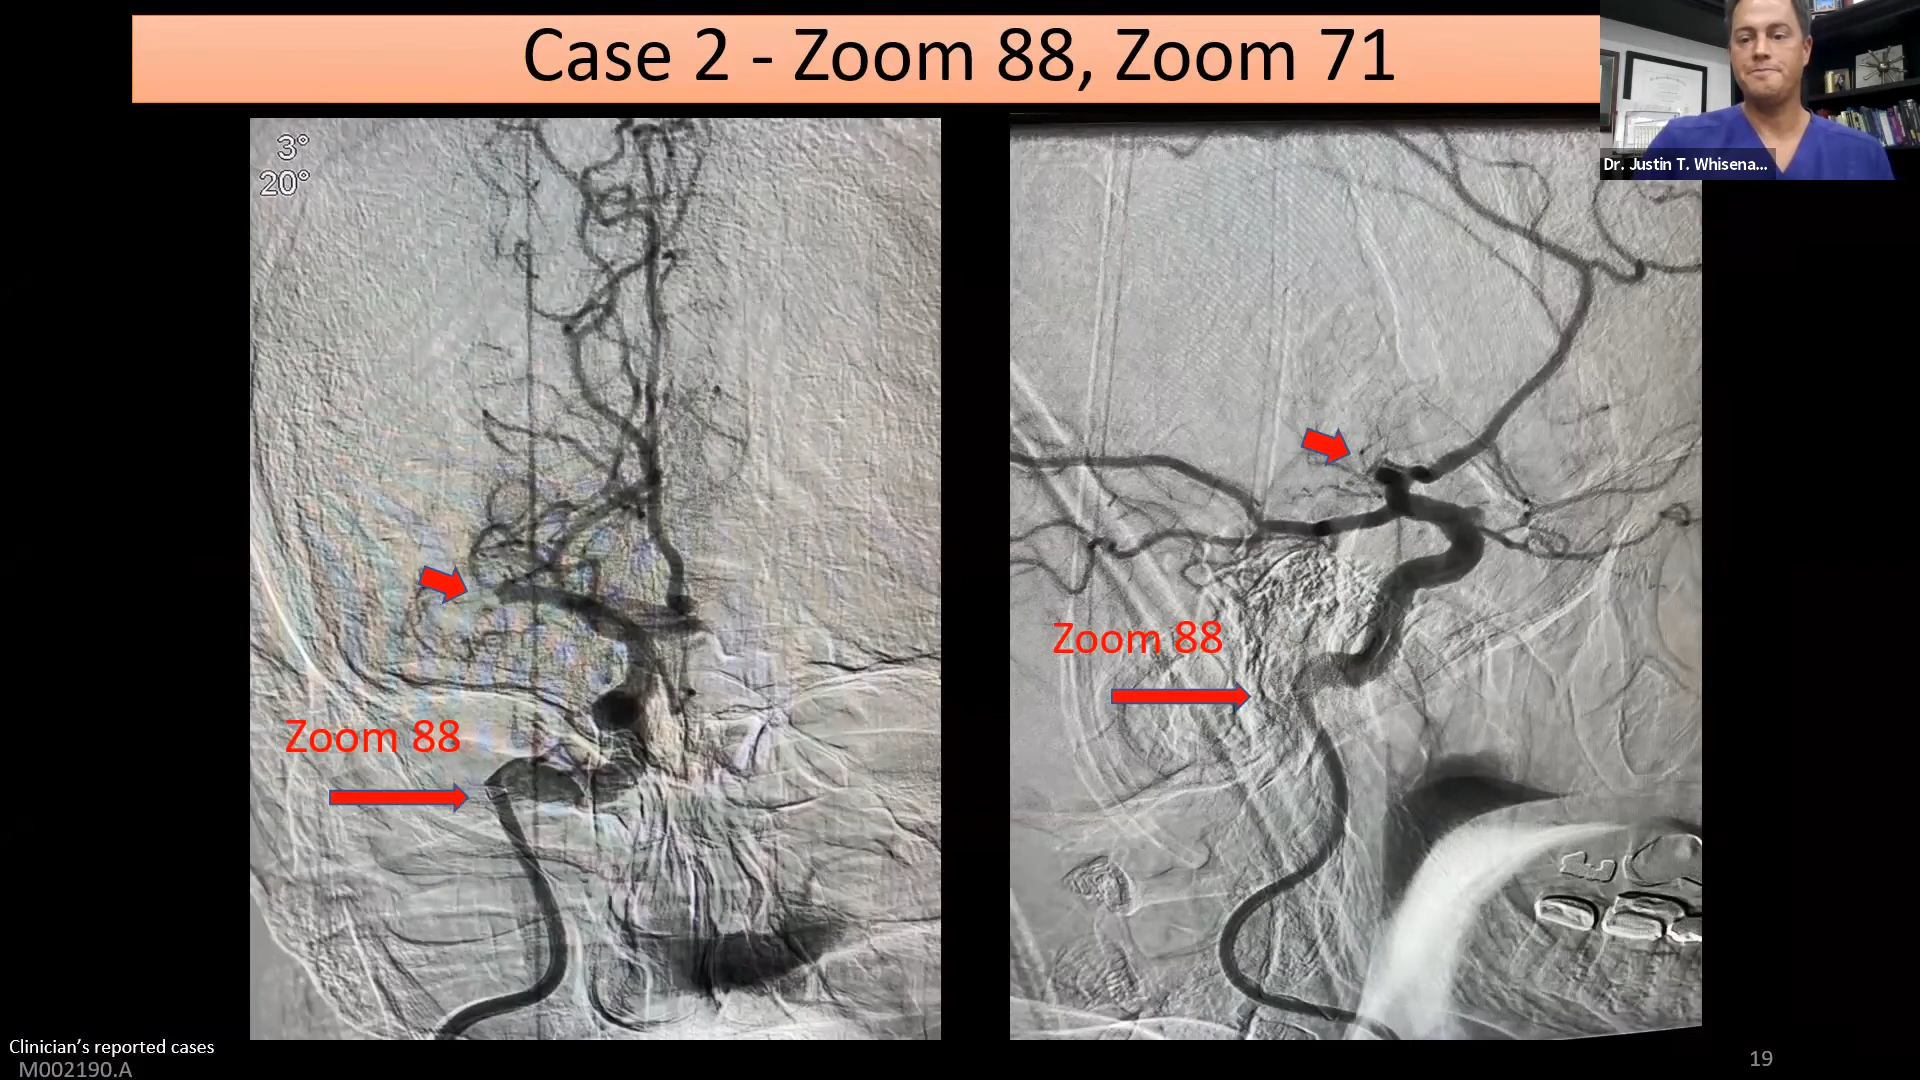 Case 2 - Zoom 88, Zoom 71
Dr. Justin T. Whisena...
3°
20°
Zoom 88
Zoom 88
Clinician’s reported cases
M002190.A
19